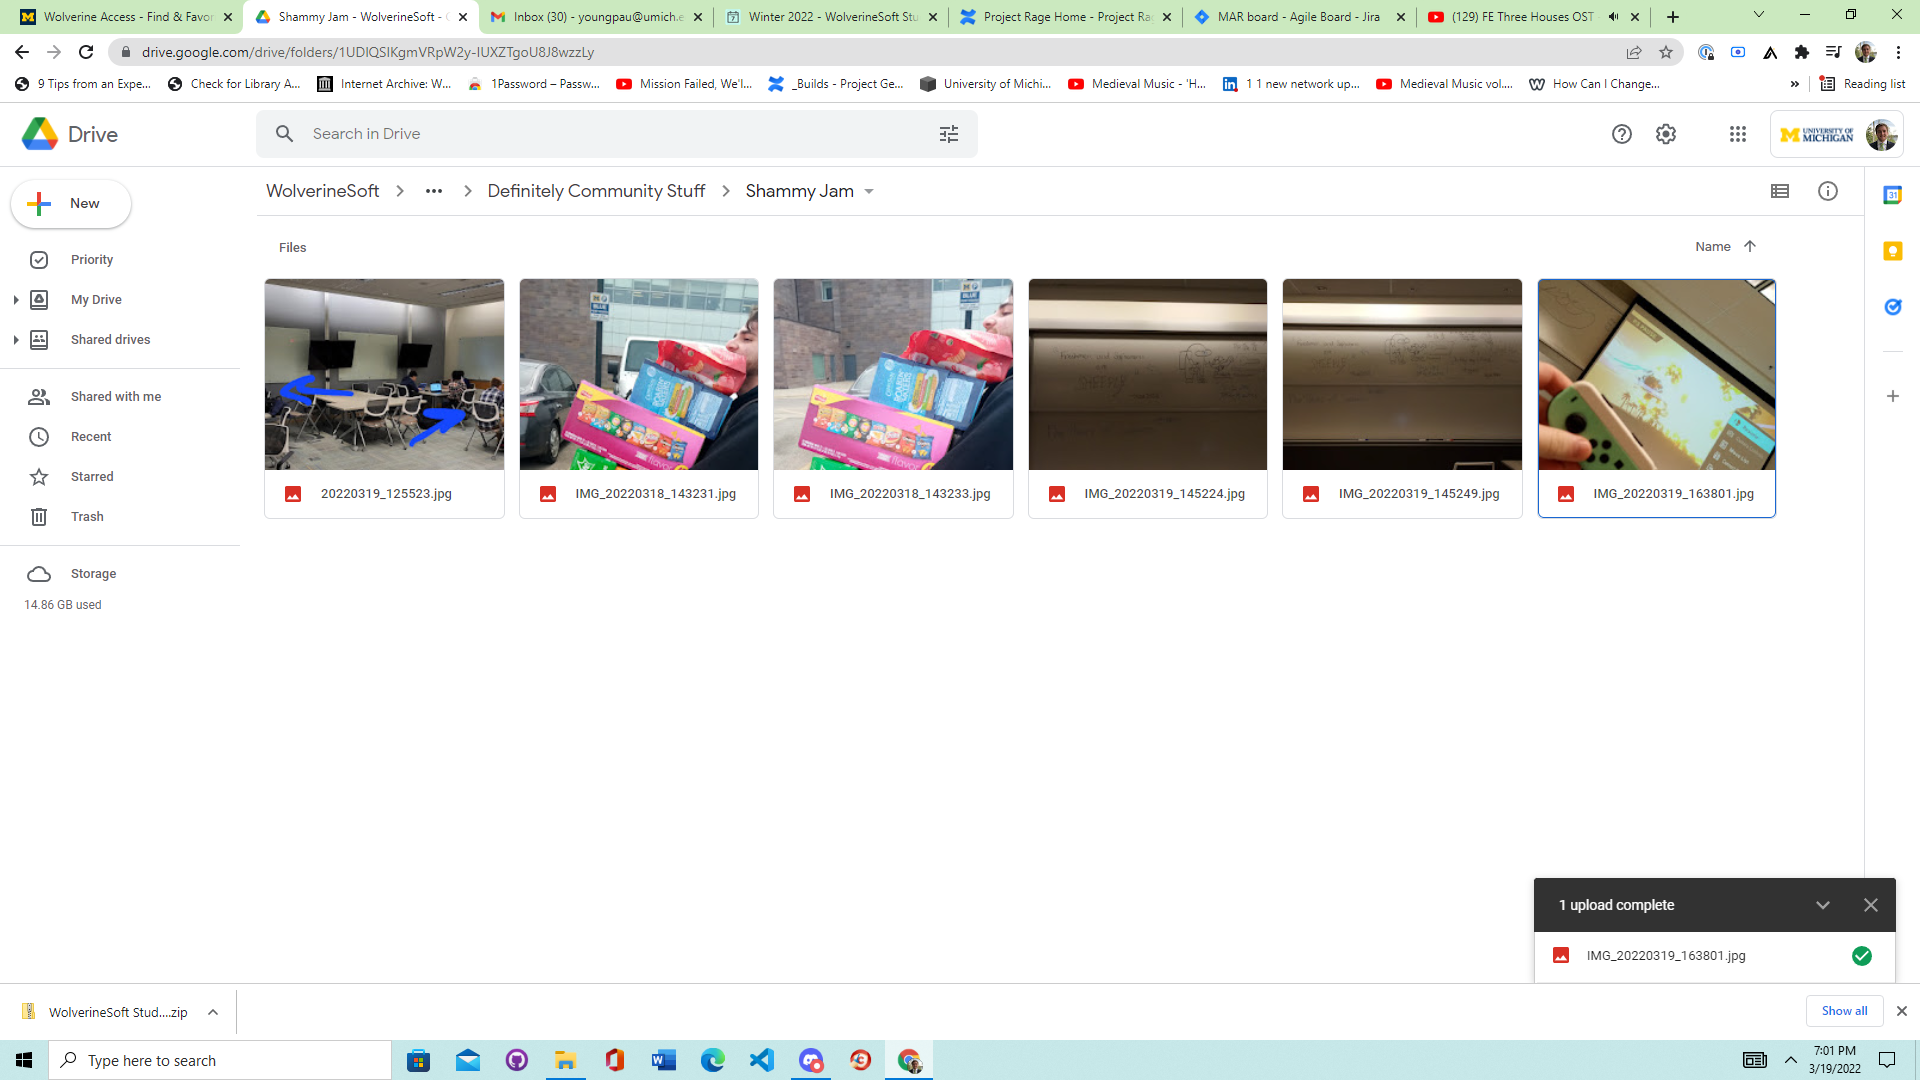 Wolverine Access - Find & Favor
Shammy Jam - WolverineSoft -
Inbox (30) - youngpau@umich.e
Winter 2022 - WolverineSoft Stu
Project Rage Home - Project Ra
MAR board - Agile Board - Jira
(129) FE Three Houses OST
drive.google.com/drive/folders/1UDIQSIKgmVRpW2y-IUXZTgoU8J8wzzLy
9 Tips from an Expe...
Check for Library A...
Internet Archive: W...
1Password – Passw...
Mission Failed, We'l...
_Builds - Project Ge...
University of Michi...
Medieval Music - 'H...
1 1 new network up...
Medieval Music vol....
How Can I Change...
»
Reading list
Drive
Search in Drive
M UNIVERSITY OF
MICHIGAN
New
WolverineSoft
Definitely Community Stuff
Shammy Jam
31
Priority
My Drive
Shared drives
Shared with me
Recent
Starred
Trash
Storage
14.86 GB used
Files
Name
BLUE
BLUE
20220319_125523.jpg
IMG_20220318_143231.jpg
IMG_20220318_143233.jpg
IMG_20220319_145224.jpg
IMG_20220319_145249.jpg
IMG_20220319_163801.jpg
1 upload complete
IMG_20220319_163801.jpg
WolverineSoft Stud....zip
Show all
Type here to search
7:01 PM
3/19/2022